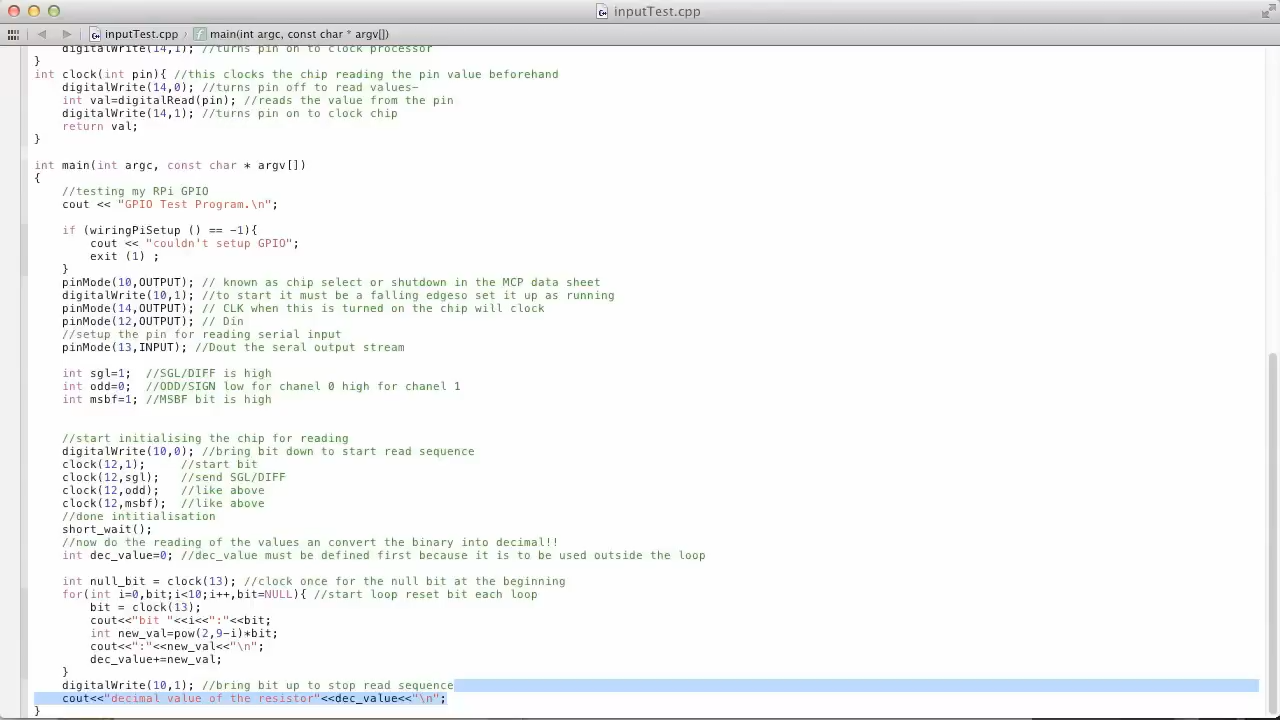 inputTest.cpp
inputTest.cpp main(int argc, const char * argv[])
digitalWrite(14,1); //turns pin on to clock processor
}
int clock(int pin){ //this clocks the chip reading the pin value beforehand
digitalWrite(14,0); //turns pin off to read values-
int val=digitalRead(pin); //reads the value from the pin
digitalWrite(14,1); //turns pin on to clock chip
return val;
}
int main(int argc, const char * argv[])
{
//testing my RPi GPIO
cout << "GPIO Test Program.\n";
if (wiringPiSetup () == -1){
cout << "couldn't setup GPIO";
exit (1) ;
}
pinMode(10,OUTPUT); // known as chip select or shutdown in the MCP data sheet
digitalWrite(10,1); //to start it must be a falling edgeso set it up as running
pinMode(14,OUTPUT); // CLK when this is turned on the chip will clock
pinMode(12,OUTPUT); // Din
//setup the pin for reading serial input
pinMode(13,INPUT); //Dout the seral output stream
int sgl=1; //SGL/DIFF is high
int odd=0; //ODD/SIGN low for chanel 0 high for chanel 1
int msbf=1; //MSBF bit is high
//start initialising the chip for reading
digitalWrite(10,0); //bring bit down to start read sequence
clock(12,1); //start bit
clock(12,sgl); //send SGL/DIFF
clock(12,odd); //like above
clock(12,msbf); //like above
//done intitialisation
short_wait();
//now do the reading of the values an convert the binary into decimal!!
int dec_value=0; //dec_value must be defined first because it is to be used outside the loop
int null_bit = clock(13); //clock once for the null bit at the beginning
for(int i=0,bit;i<10;i++,bit=NULL){ //start loop reset bit each loop
bit = clock(13);
cout<<"bit "<<i<<":"<<bit;
int new_val=pow(2,9-i)*bit;
cout<<":"<<new_val<<"\n";
dec_value+=new_val;
}
digitalWrite(10,1); //bring bit up to stop read sequence
cout<<"decimal value of the resistor"<<dec_value<<"\n";
}